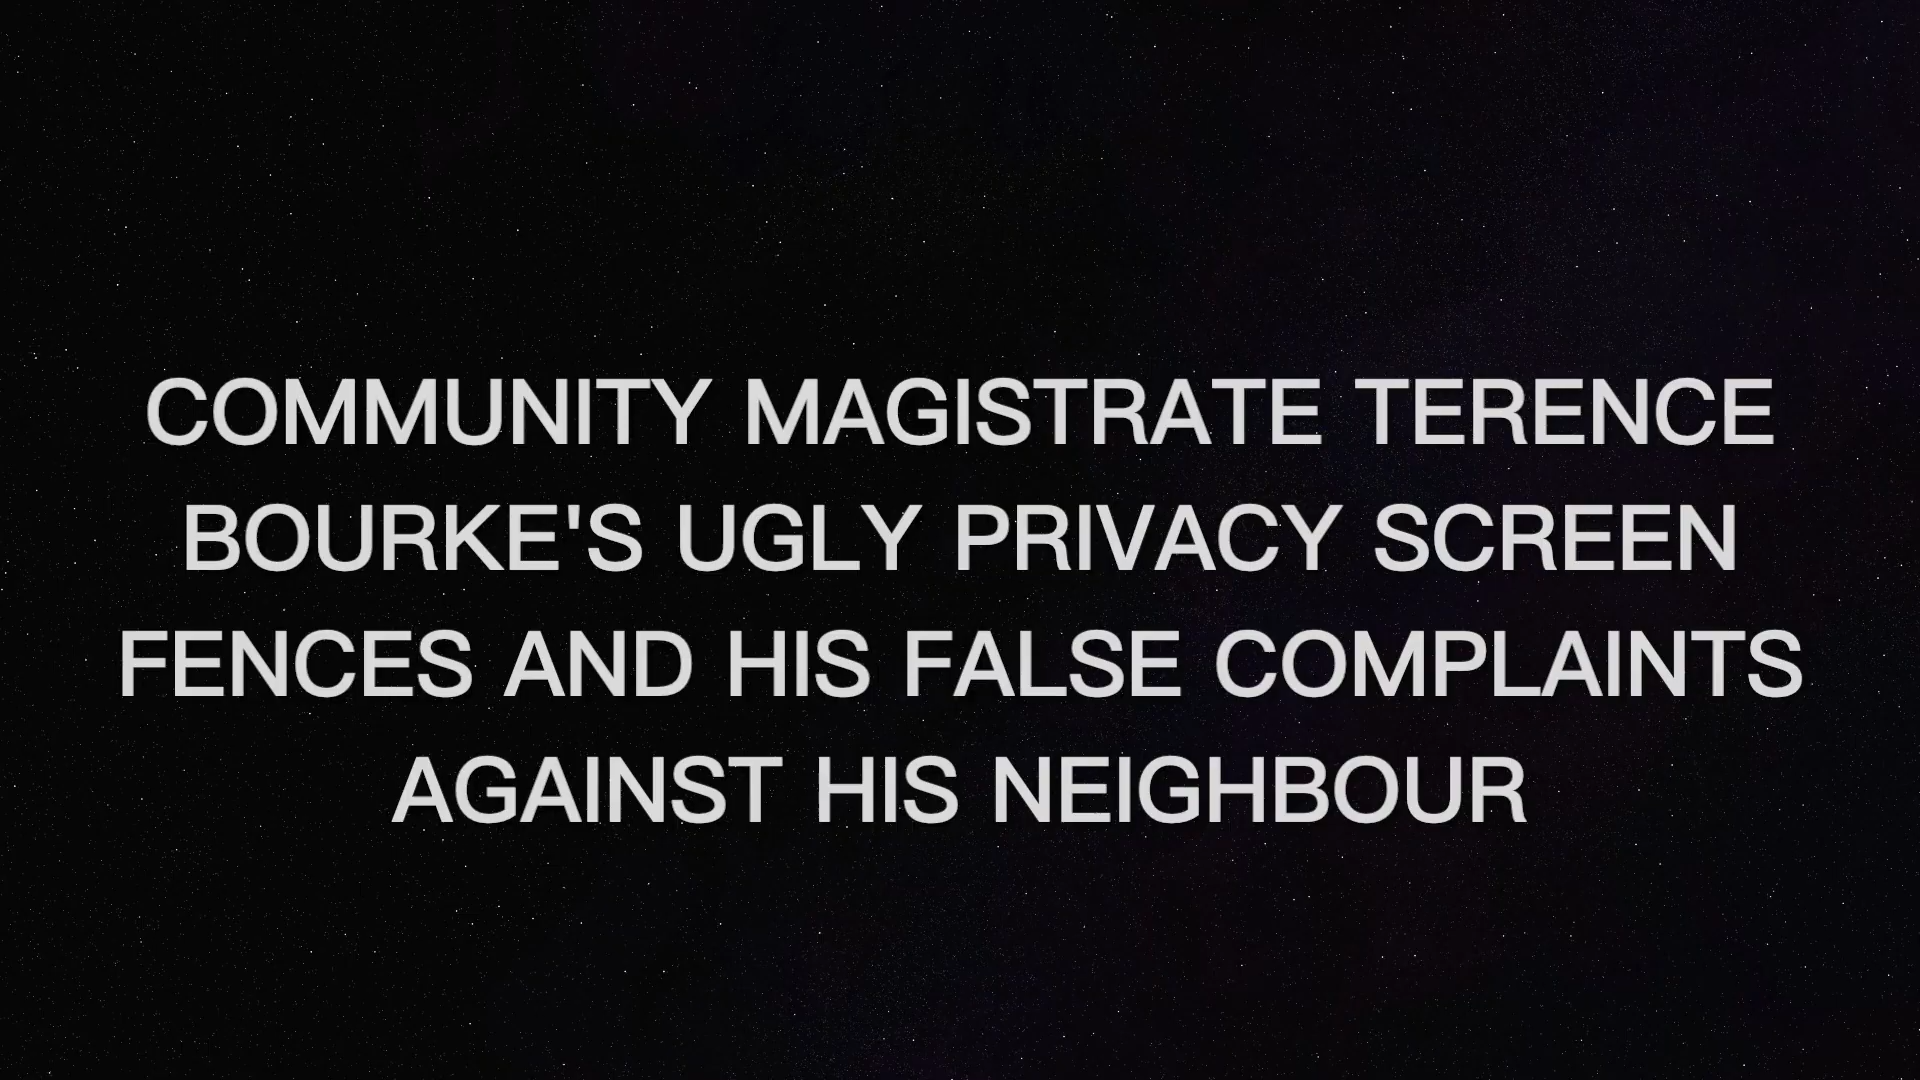 COMMUNITY MAGISTRATE TERENCE
BOURKE'S UGLY PRIVACY SCREEN
FENCES AND HIS FALSE COMPLAINTS
AGAINST HIS NEIGHBOUR